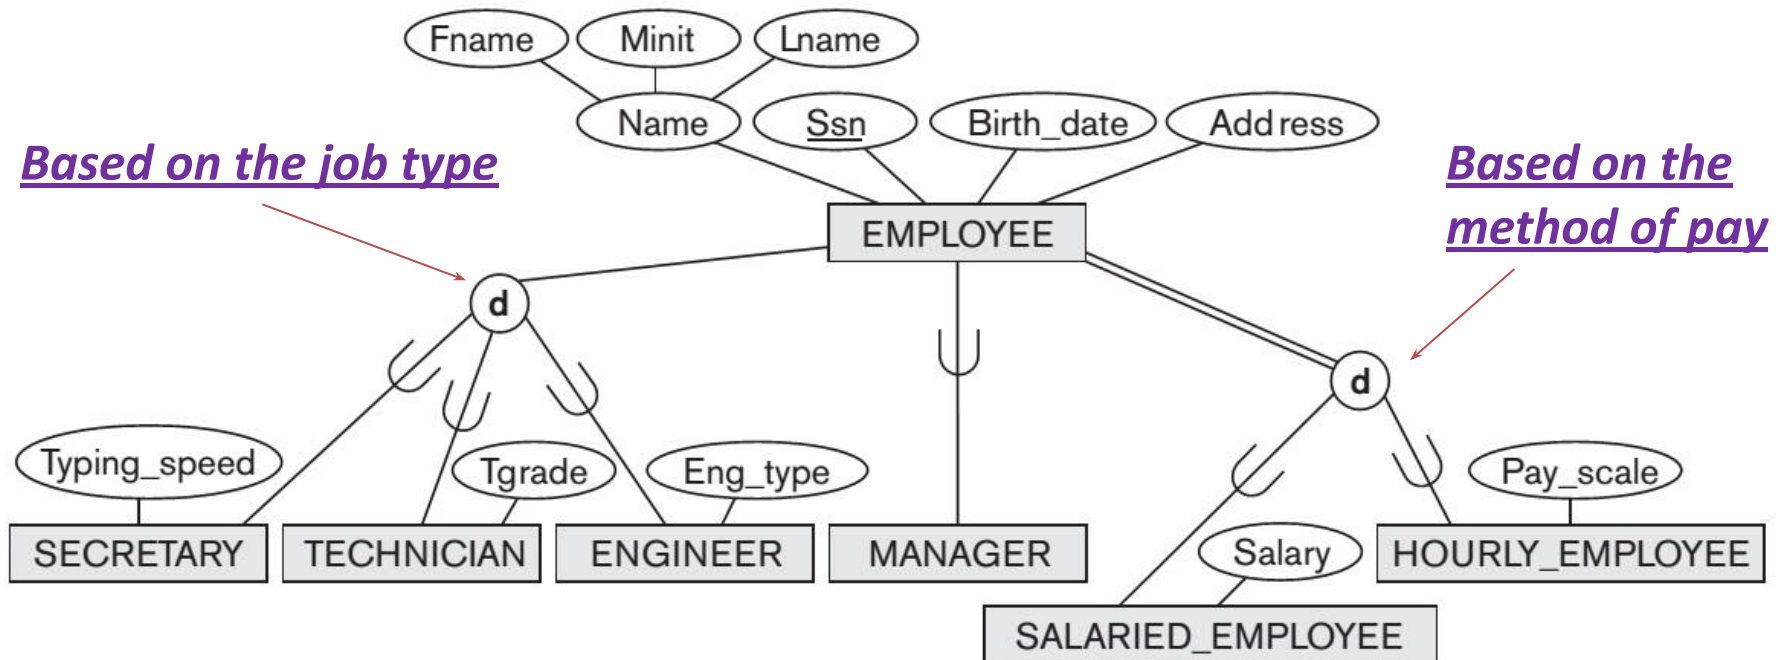 Fname Minit Lname
Name Ssn Birth_date Address
Based on the job type
Based on the
method of pay
EMPLOYEE
d
d
Typing_speed Tgrade Eng_type Pay_scale
SECRETARY TECHNICIAN ENGINEER MANAGER Salary HOURLY_EMPLOYEE
SALARIED_EMPLOYEE